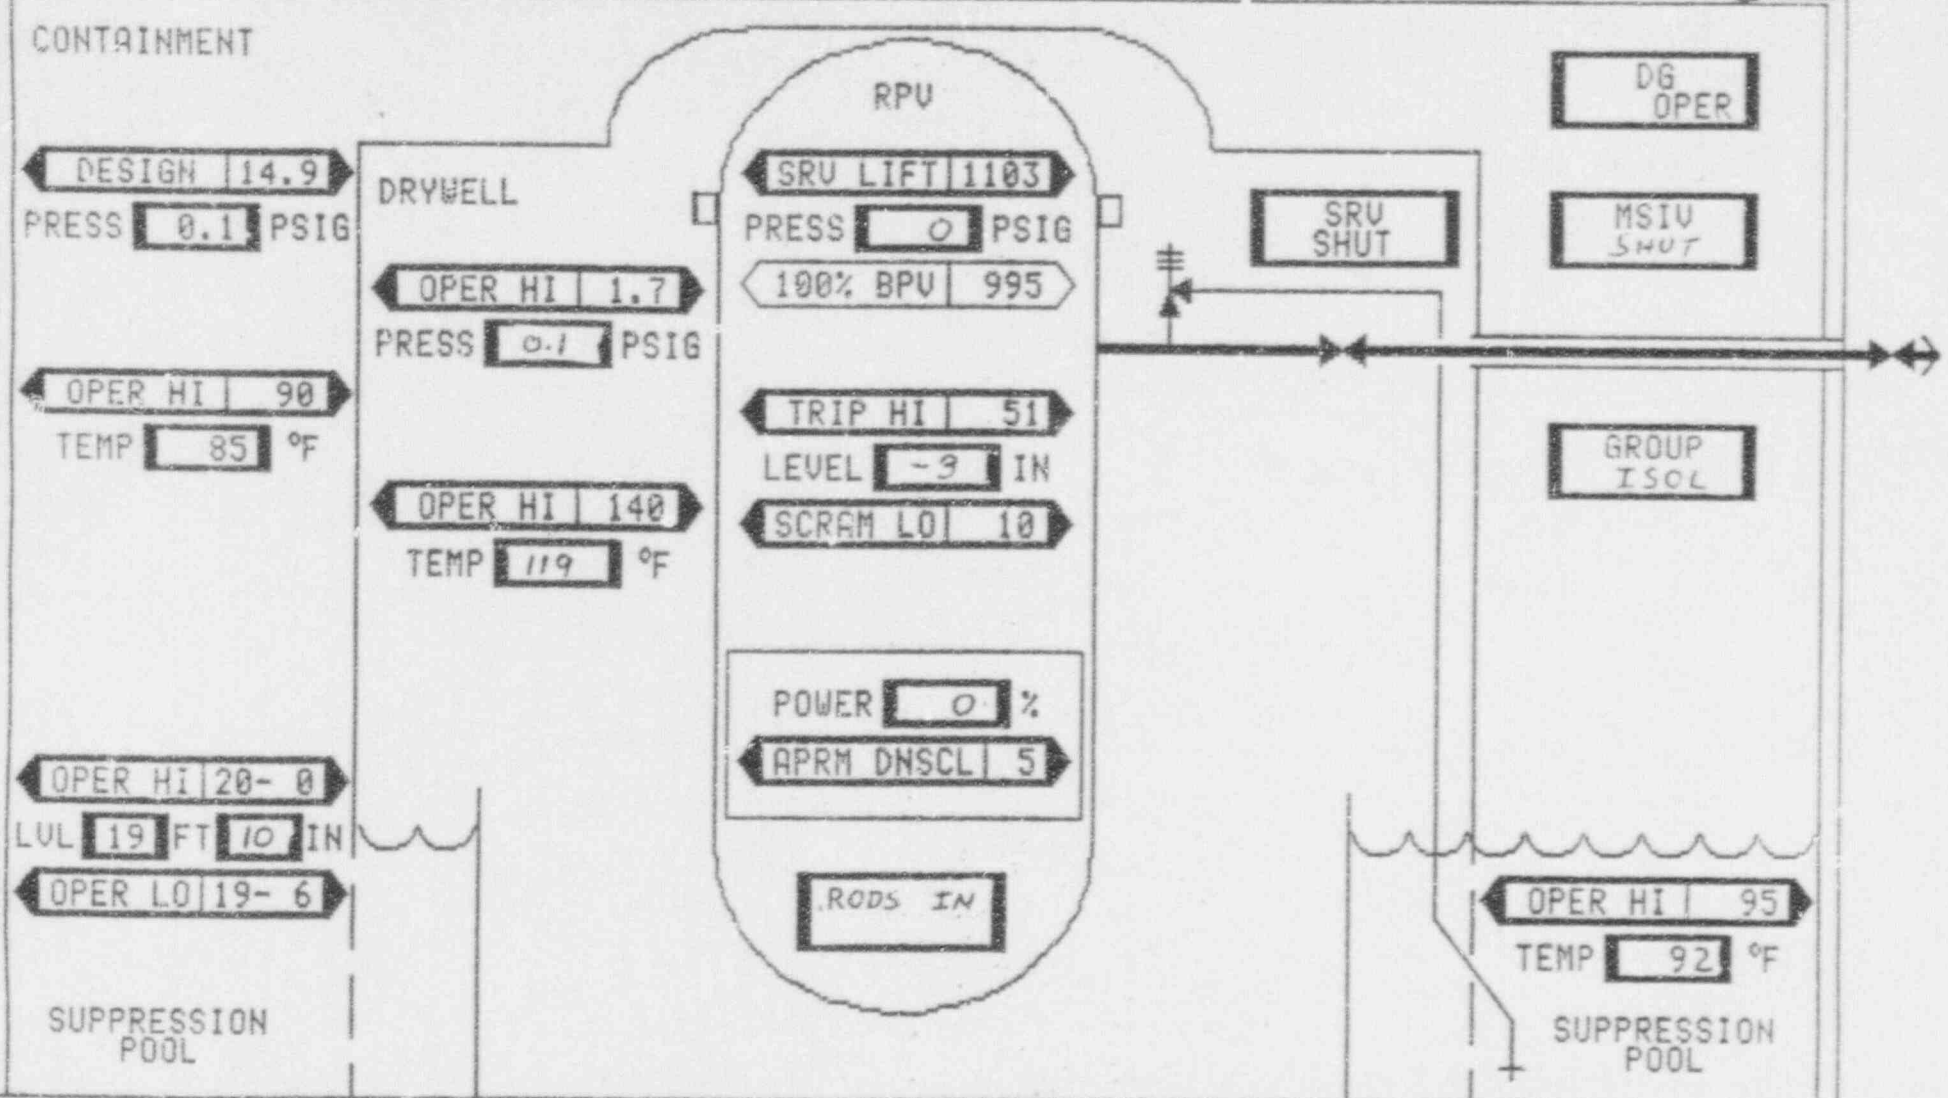 CONTAINMENT
DESIGN 14.9
PRESS 0.1 PSIG
OPER HI 90
TEMP 85 °F
OPER HI 20- 0
LVL 19 FT 10 IN
OPER LO 19- 6
SUPPRESSION
POOL
DRYWELL
OPER HI 1.7
PRESS 0.1 PSIG
OPER HI 140
TEMP 119 °F
RPV
SRV LIFT 1103
PRESS 0 PSIG
100% BPV 995
TRIP HI 51
LEVEL -3 IN
SCRAM LO 10
POWER 0 %
APRM DNSCL 5
RODS IN
SRV
SHUT
DG
OPER
MSIV
SHUT
GROUP
ISOL
OPER HI 95
TEMP 92 °F
SUPPRESSION
POOL